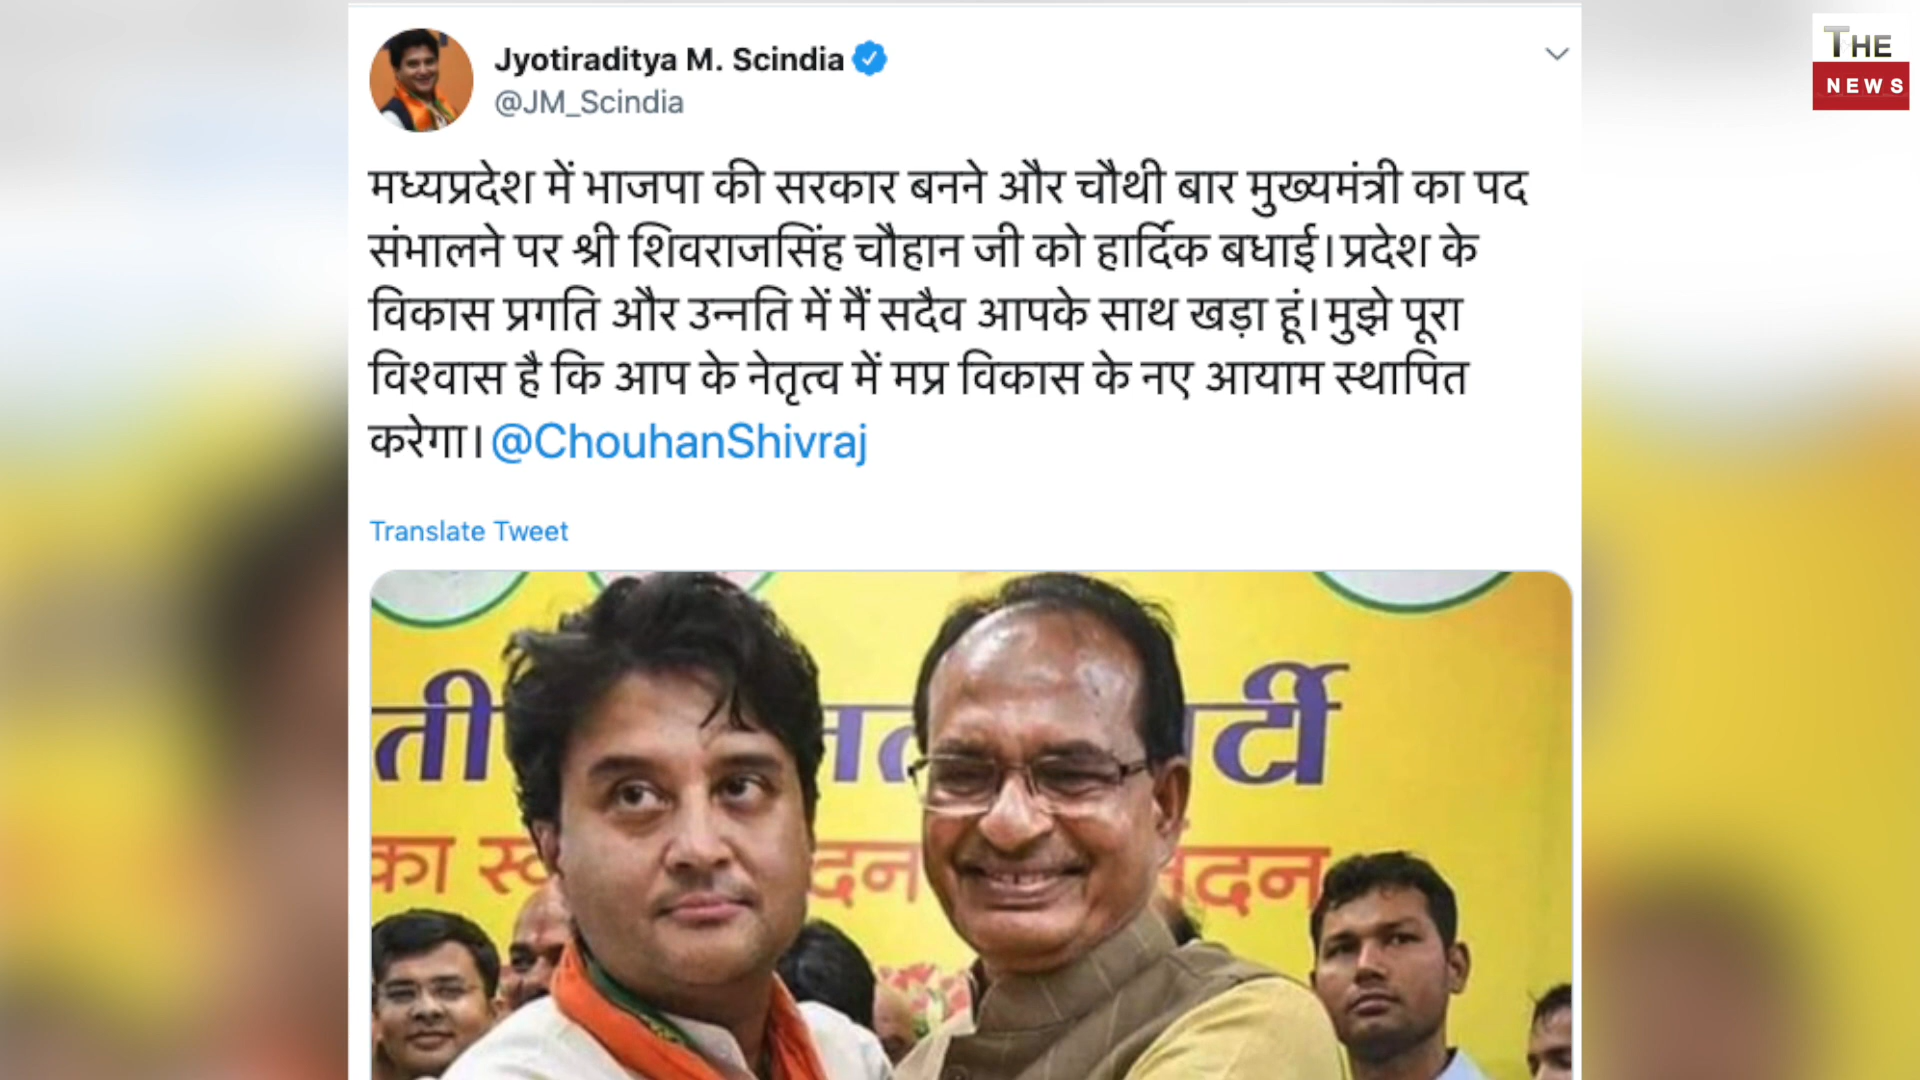 Jyotiraditya M. Scindia
@JM_Scindia
THE
NEWS
मध्यप्रदेश में भाजपा की सरकार बनने और चौथी बार मुख्यमंत्री का पद
संभालने पर श्री शिवराजसिंह चौहान जी को हार्दिक बधाई।प्रदेश के
विकास प्रगति और उन्नति में मैं सदैव आपके साथ खड़ा हूं।मुझे पूरा
विश्वास है कि आप के नेतृत्व में मप्र विकास के नए आयाम स्थापित
करेगा।@ChouhanShivraj
Translate Tweet
का